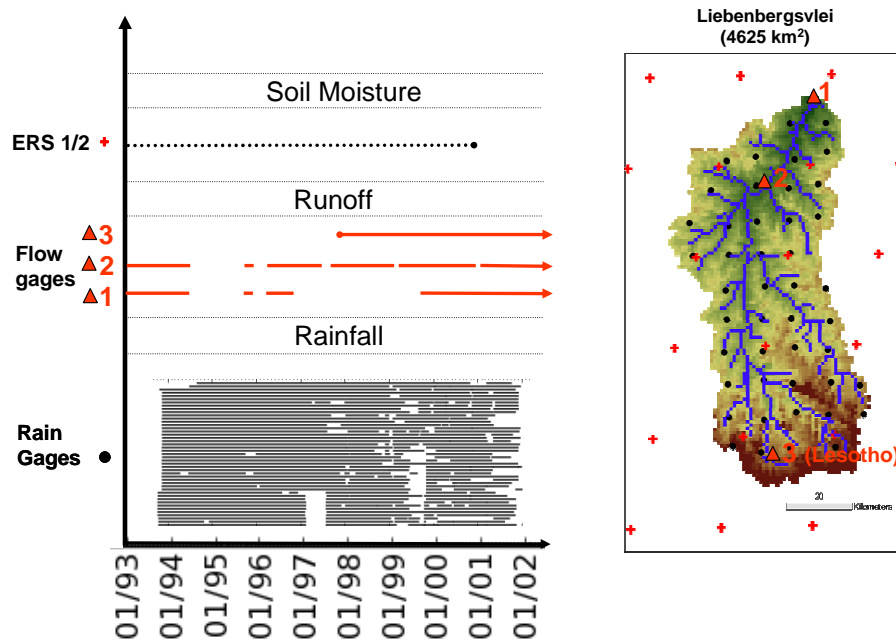 Soil Moisture
ERS 1/2
Runoff
3
Flow
gages
2
1
Rainfall
Rain
Gages
01/93
01/94
01/95
01/96
01/97
01/98
01/99
01/00
01/01
01/02
Liebenbergsvlei
(4625 km²)
1
2
3 (Lesotho)
20
Kilometers